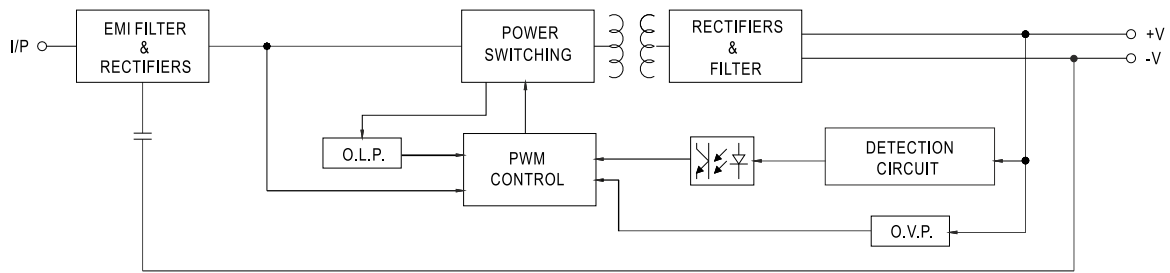 I/P
EMI FILTER
&
RECTIFIERS
POWER
SWITCHING
RECTIFIERS
&
FILTER
+V
-V
O.L.P.
PWM
CONTROL
DETECTION
CIRCUIT
O.V.P.